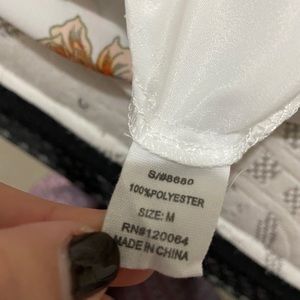 S/#8680
100%POLYESTER
SIZE: M
RN#120064
MADE IN CHINA